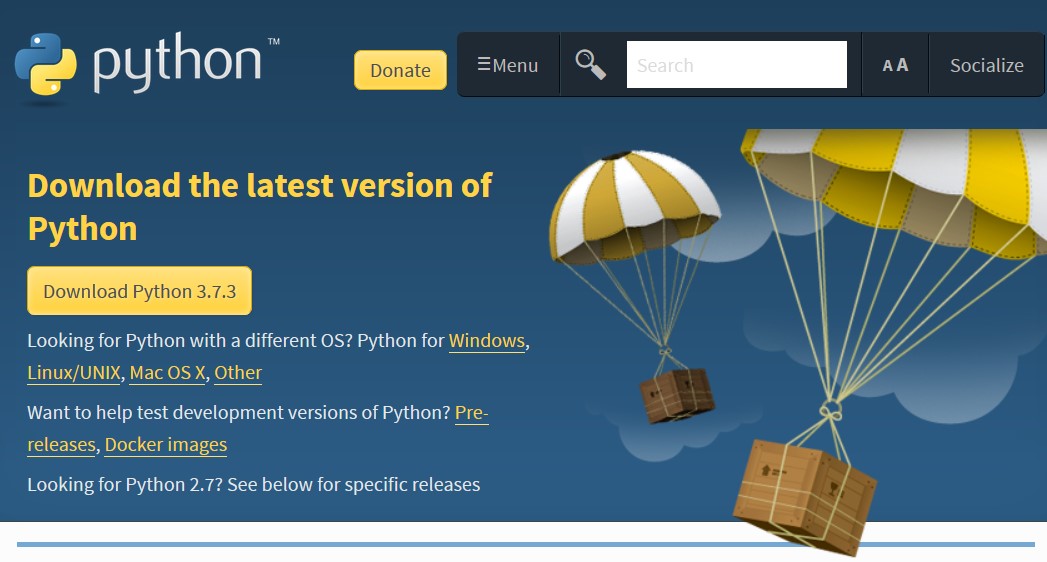 python™
Donate
☰Menu
Search
A A
Socialize
Download the latest version of
Python
Download Python 3.7.3
Looking for Python with a different OS? Python for Windows,
Linux/UNIX, Mac OS X, Other
Want to help test development versions of Python? Pre-
releases, Docker images
Looking for Python 2.7? See below for specific releases